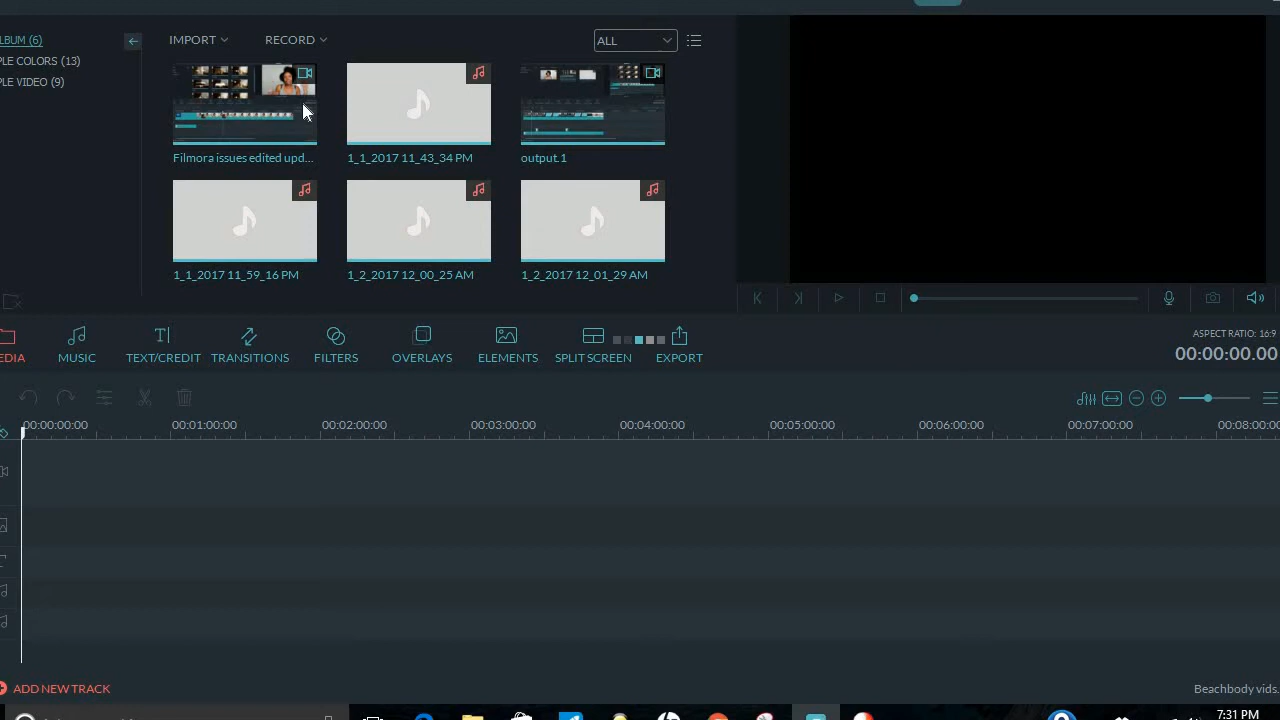 LBUM (6)
PLE COLORS (13)
PLE VIDEO (9)
IMPORT
RECORD
ALL
Filmora issues edited upd...
1_1_2017 11_43_34 PM
output.1
1_1_2017 11_59_16 PM
1_2_2017 12_00_25 AM
1_2_2017 12_01_29 AM
EDIA
MUSIC
TEXT/CREDIT
TRANSITIONS
FILTERS
OVERLAYS
ELEMENTS
SPLIT SCREEN
EXPORT
ASPECT RATIO: 16:9
00:00:00.00
00:00:00:00
00:01:00:00
00:02:00:00
00:03:00:00
00:04:00:00
00:05:00:00
00:06:00:00
00:07:00:00
00:08:00:00
ADD NEW TRACK
Beachbody vids.
7:31 PM